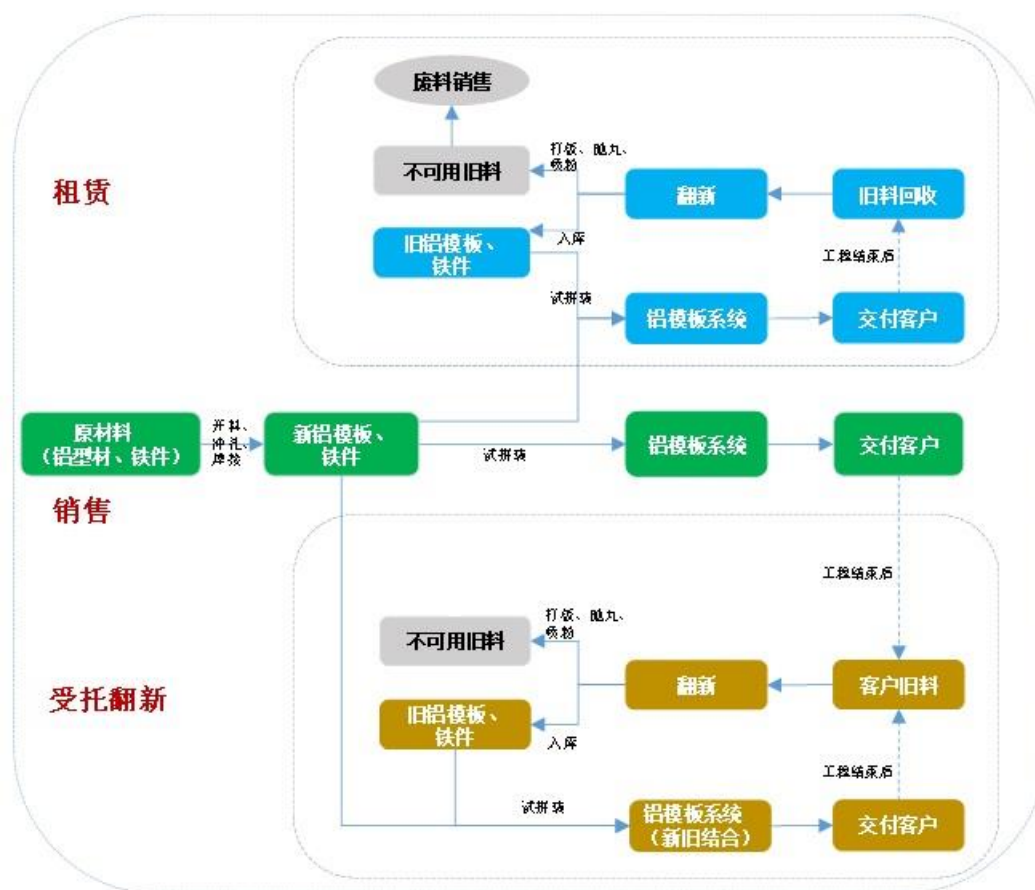 废料销售
打板、抛丸、
喷粉
不可用旧料
翻新
旧料回收
租赁
旧铝模板、
铁件
入库
工程结束后
试拼装
铝模板系统
交付客户
原材料
（铝型材、铁件）
开料、
冲孔、
焊接
新铝模板、
铁件
试拼装
铝模板系统
交付客户
销售
工程结束后
打板、抛丸、
喷粉
不可用旧料
翻新
客户旧料
受托翻新
旧铝模板、
铁件
入库
工程结束后
试拼装
铝模板系统
（新旧结合）
交付客户